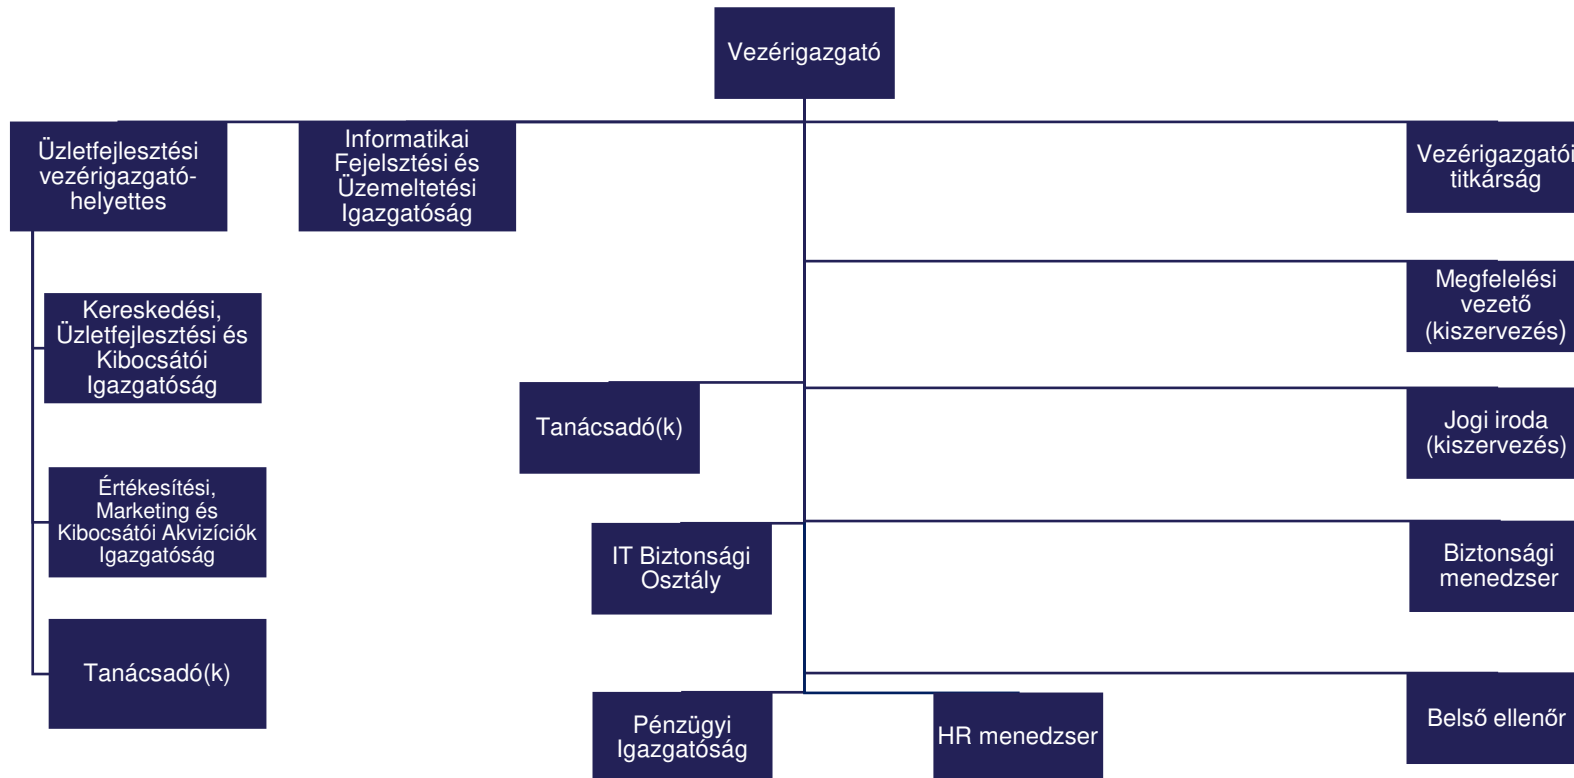 Vezérigazgató
Üzletfejlesztési
vezérigazgató-
helyettes
Informatikai
Fejelsztési és
Üzemeltetési
Igazgatóság
Vezérigazgatói
titkárság
Kereskedési,
Üzletfejlesztési és
Kibocsátói
Igazgatóság
Megfelelési
vezető
(kiszervezés)
Tanácsadó(k)
Jogi iroda
(kiszervezés)
Értékesítési,
Marketing és
Kibocsátói Akvizíciók
Igazgatóság
IT Biztonsági
Osztály
Biztonsági
menedzser
Tanácsadó(k)
Pénzügyi
Igazgatóság
HR menedzser
Belső ellenőr